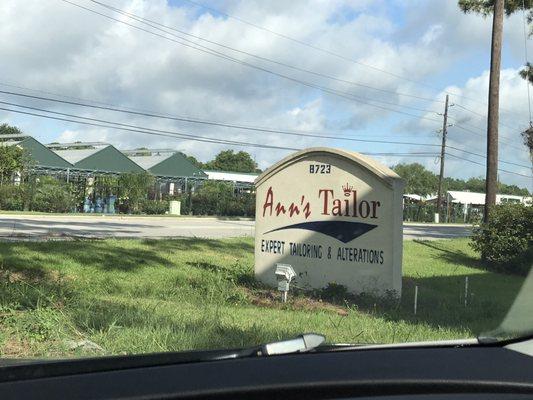 8723
Ann's Tailor
EXPERT TAILORING & ALTERATIONS